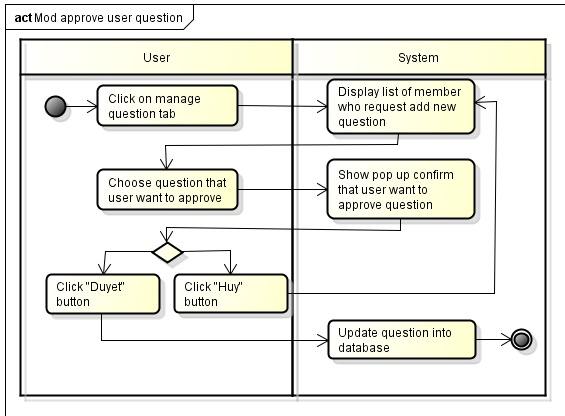 act Mod approve user question
User
System
Click on manage
question tab
Display list of member
who request add new
question
Choose question that
user want to approve
Show pop up confirm
that user want to
approve question
Click "Duyet"
button
Click "Huy"
button
Update question into
database